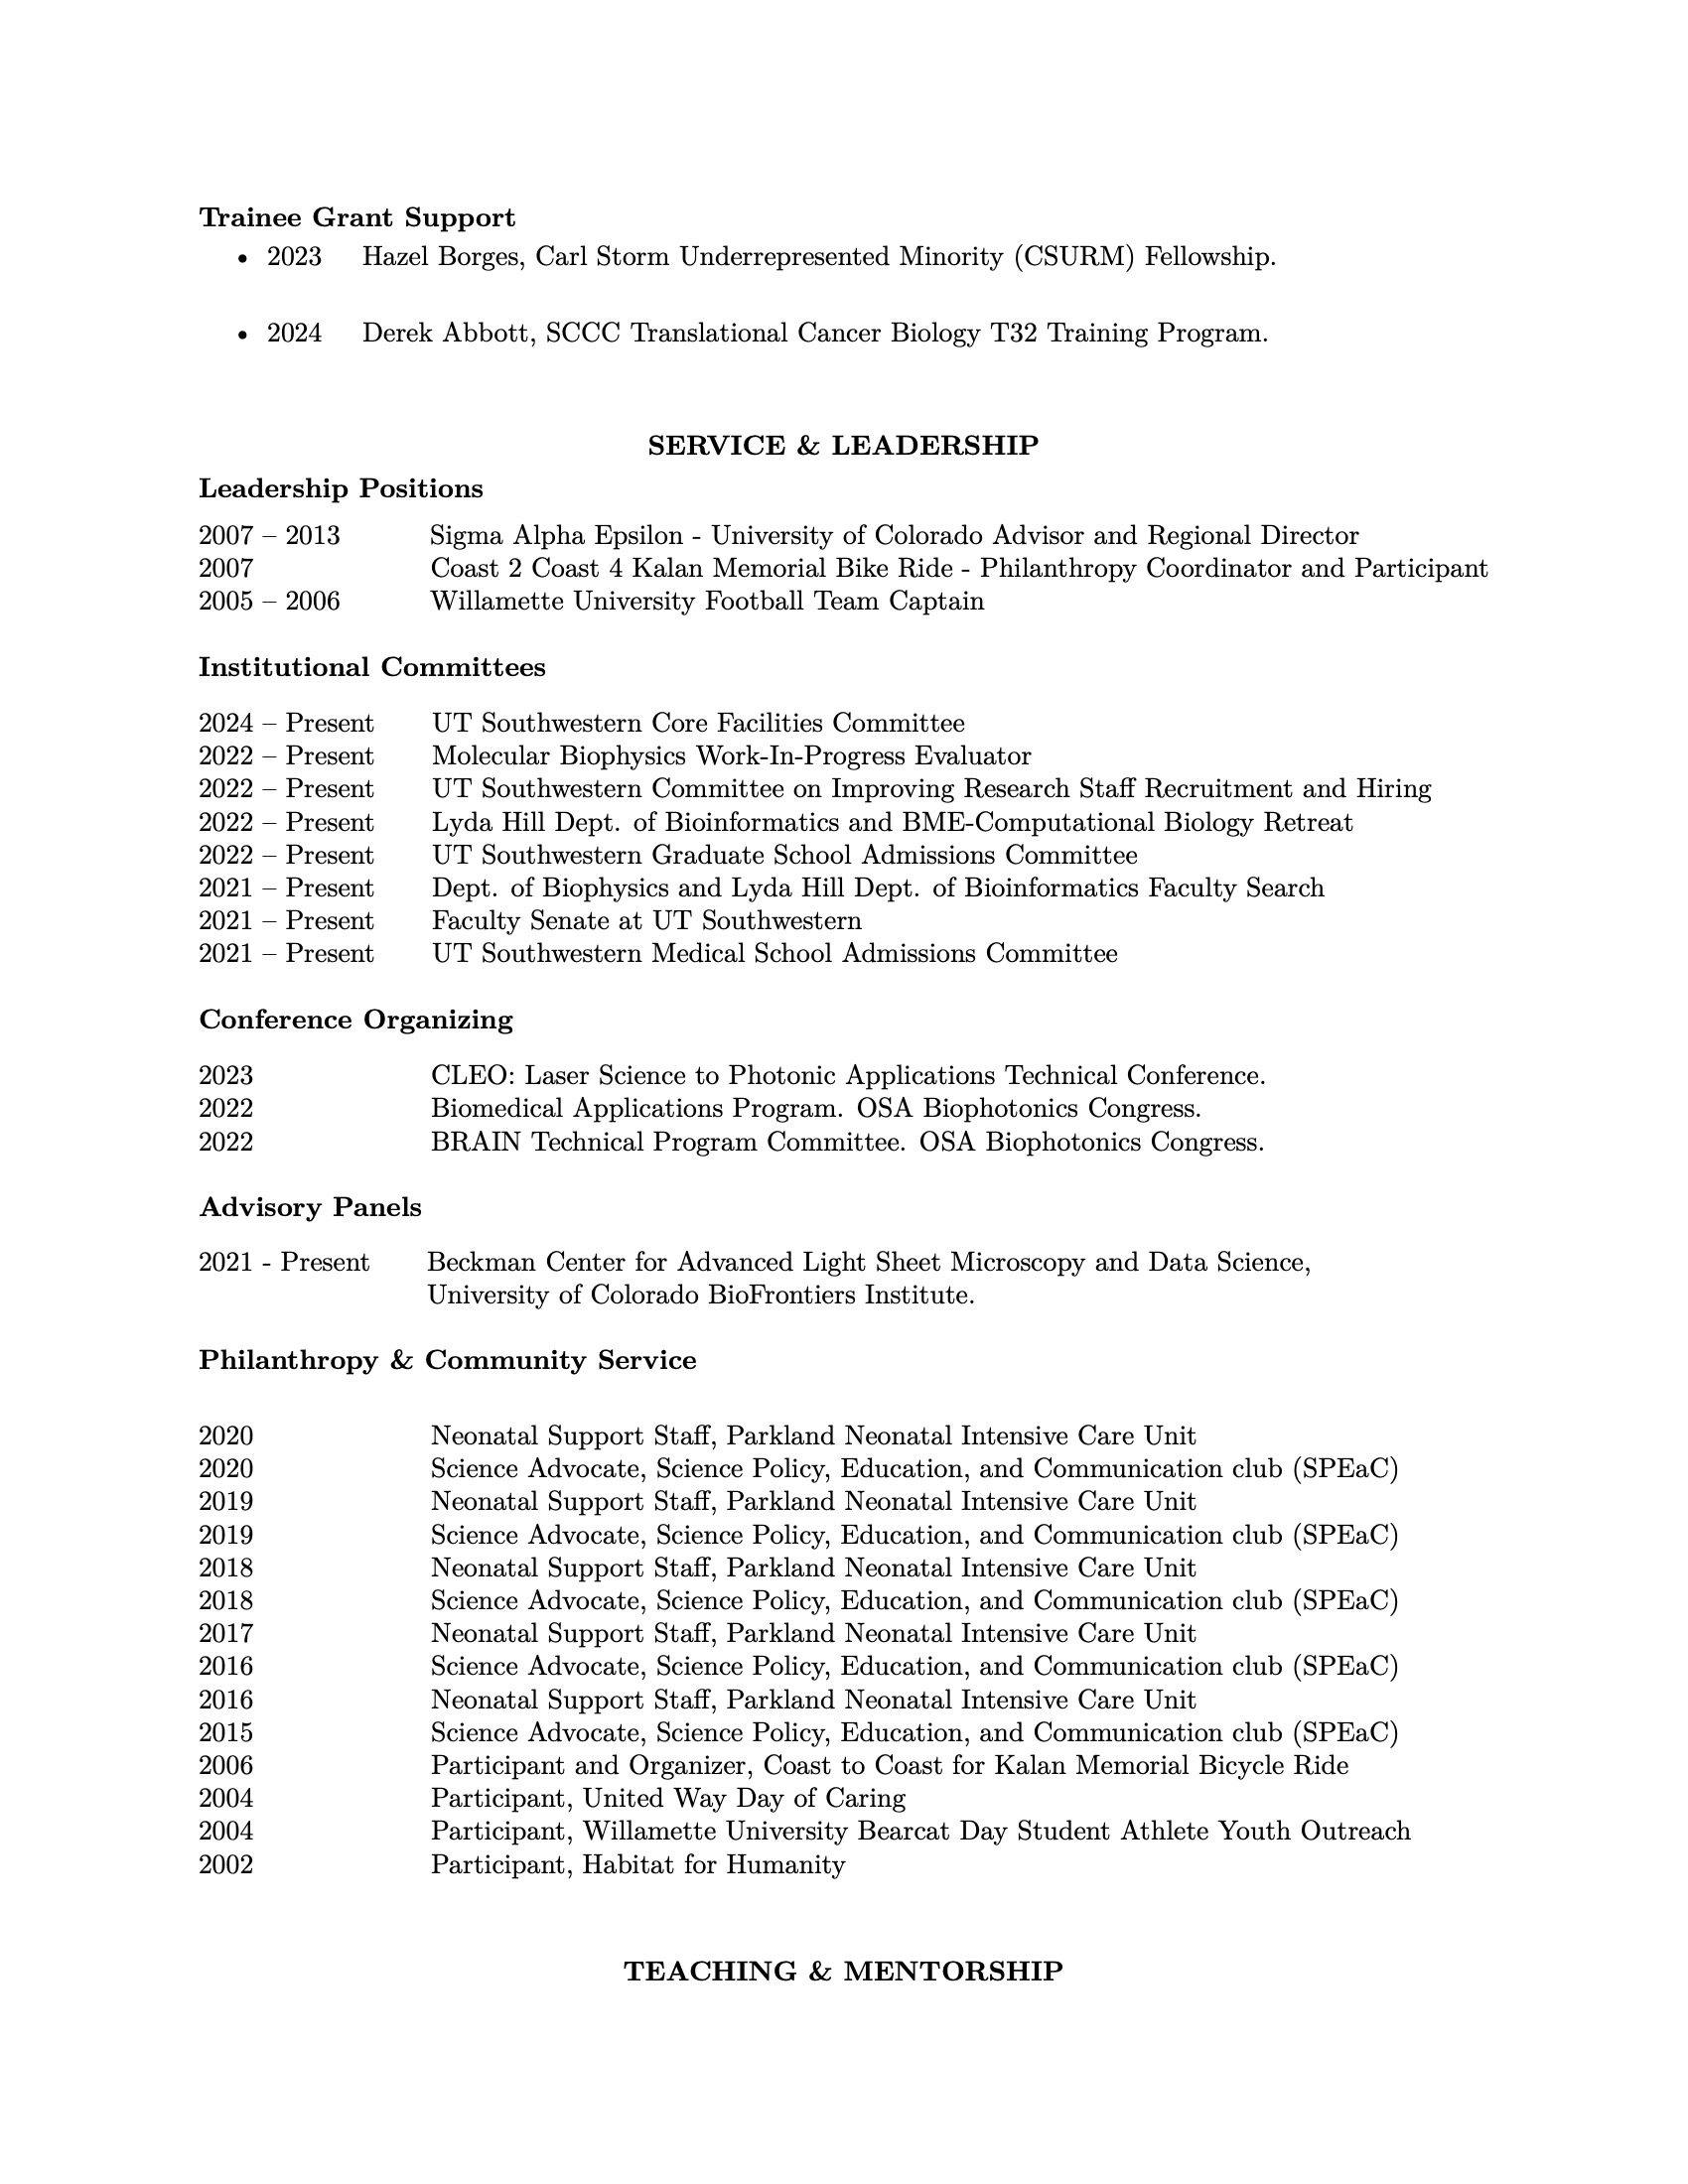 Trainee Grant Support
• 2023 Hazel Borges, Carl Storm Underrepresented Minority (CSURM) Fellowship.
• 2024 Derek Abbott, SCCC Translational Cancer Biology T32 Training Program.
SERVICE & LEADERSHIP
Leadership Positions
2007 – 2013 Sigma Alpha Epsilon - University of Colorado Advisor and Regional Director
2007 Coast 2 Coast 4 Kalan Memorial Bike Ride - Philanthropy Coordinator and Participant
2005 – 2006 Willamette University Football Team Captain
Institutional Committees
2024 – Present UT Southwestern Core Facilities Committee
2022 – Present Molecular Biophysics Work-In-Progress Evaluator
2022 – Present UT Southwestern Committee on Improving Research Staff Recruitment and Hiring
2022 – Present Lyda Hill Dept. of Bioinformatics and BME-Computational Biology Retreat
2022 – Present UT Southwestern Graduate School Admissions Committee
2021 – Present Dept. of Biophysics and Lyda Hill Dept. of Bioinformatics Faculty Search
2021 – Present Faculty Senate at UT Southwestern
2021 – Present UT Southwestern Medical School Admissions Committee
Conference Organizing
2023 CLEO: Laser Science to Photonic Applications Technical Conference.
2022 Biomedical Applications Program. OSA Biophotonics Congress.
2022 BRAIN Technical Program Committee. OSA Biophotonics Congress.
Advisory Panels
2021 - Present Beckman Center for Advanced Light Sheet Microscopy and Data Science,
University of Colorado BioFrontiers Institute.
Philanthropy & Community Service
2020 Neonatal Support Staff, Parkland Neonatal Intensive Care Unit
2020 Science Advocate, Science Policy, Education, and Communication club (SPEaC)
2019 Neonatal Support Staff, Parkland Neonatal Intensive Care Unit
2019 Science Advocate, Science Policy, Education, and Communication club (SPEaC)
2018 Neonatal Support Staff, Parkland Neonatal Intensive Care Unit
2018 Science Advocate, Science Policy, Education, and Communication club (SPEaC)
2017 Neonatal Support Staff, Parkland Neonatal Intensive Care Unit
2016 Science Advocate, Science Policy, Education, and Communication club (SPEaC)
2016 Neonatal Support Staff, Parkland Neonatal Intensive Care Unit
2015 Science Advocate, Science Policy, Education, and Communication club (SPEaC)
2006 Participant and Organizer, Coast to Coast for Kalan Memorial Bicycle Ride
2004 Participant, United Way Day of Caring
2004 Participant, Willamette University Bearcat Day Student Athlete Youth Outreach
2002 Participant, Habitat for Humanity
TEACHING & MENTORSHIP